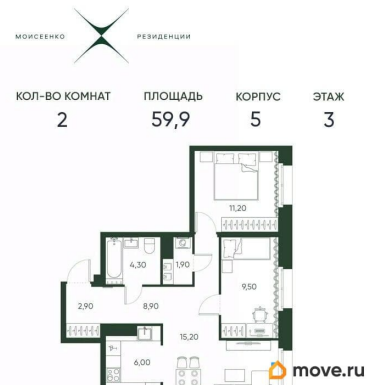 МОИСЕЕНКО РЕЗИДЕНЦИИ
КОЛ-ВО КОМНАТ ПЛОЩАДЬ КОРПУС ЭТАЖ
2 59,9 5 3
11,20
4.30 1,90
9,50
2.90 8,90
15,20
6,00
move.ru